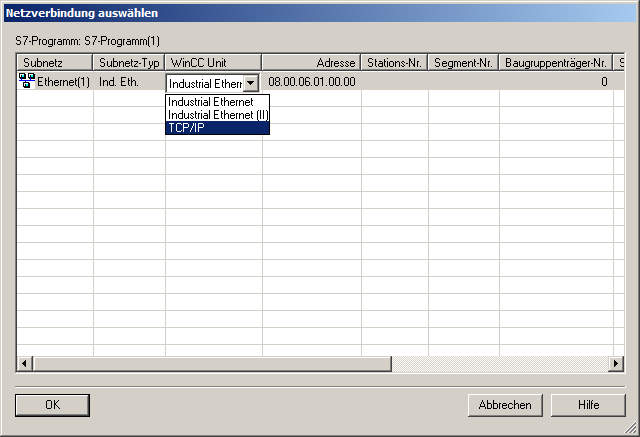 Netzverbindung auswählen
S7-Programm: S7-Programm(1)
Subnetz Subnetz-Typ WinCC Unit Adresse Stations-Nr. Segment-Nr. Baugruppenträger-Nr. S
Ethernet(1) Ind. Eth. Industrial Ethern 08.00.06.01.00.00 0
Industrial Ethernet
Industrial Ethernet (II)
TCP/IP
OK Abbrechen Hilfe